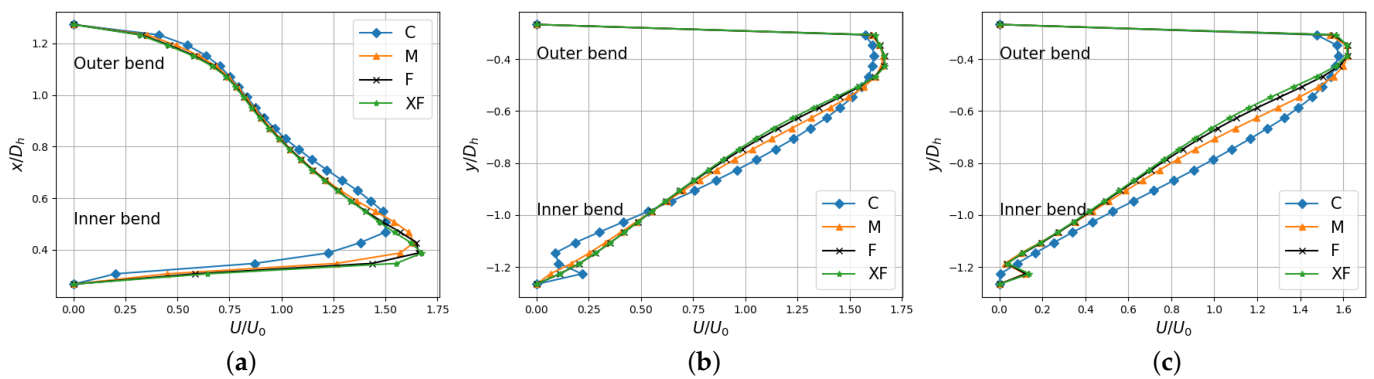 1.2
1.0
0.8
0.6
0.4
x/D_h
Outer bend
Inner bend
C
M
F
XF
0.00 0.25 0.50 0.75 1.00 1.25 1.50 1.75
U/U_0
(a)
−0.4
−0.6
−0.8
−1.0
−1.2
y/D_h
Outer bend
Inner bend
C
M
F
XF
0.00 0.25 0.50 0.75 1.00 1.25 1.50 1.75
U/U_0
(b)
−0.4
−0.6
−0.8
−1.0
−1.2
y/D_h
Outer bend
Inner bend
C
M
F
XF
0.0 0.2 0.4 0.6 0.8 1.0 1.2 1.4 1.6
U/U_0
(c)